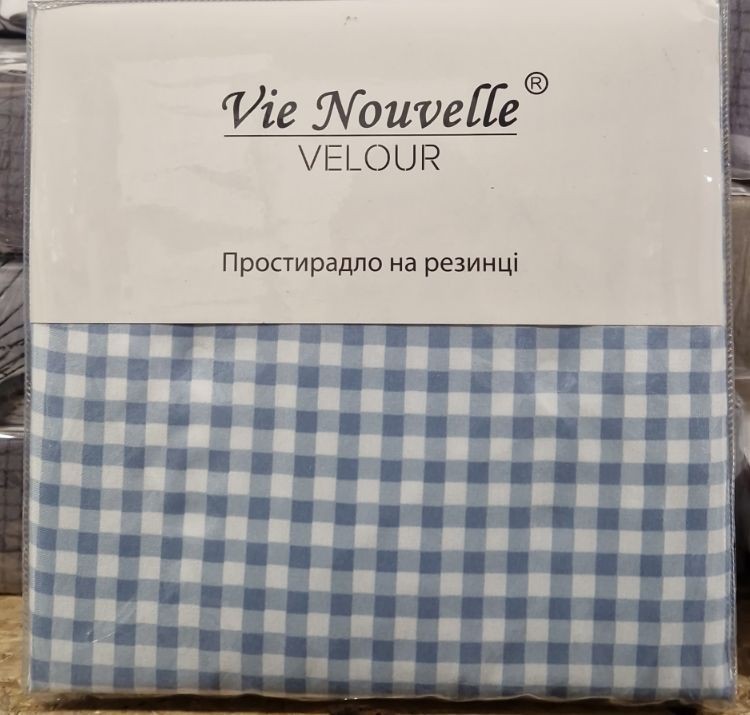 Vie Nouvelle®
VELOUR
Простирадло на резинці